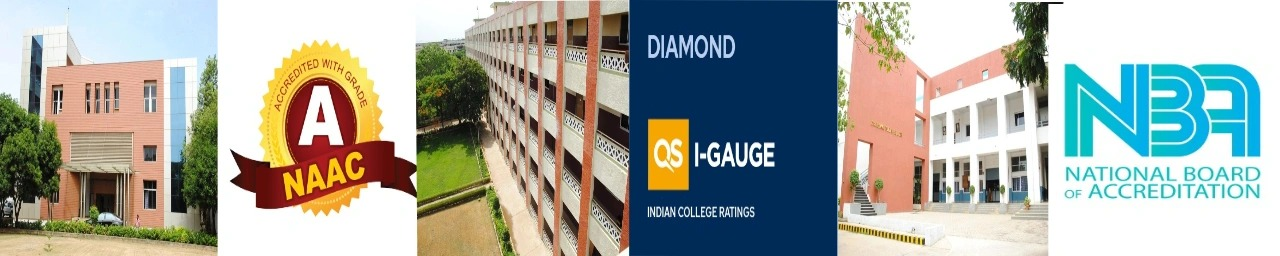 ACCREDITED WITH GRADE
A
NAAC
DIAMOND
QS I-GAUGE
INDIAN COLLEGE RATINGS
NBA
NATIONAL BOARD
OF ACCREDITATION